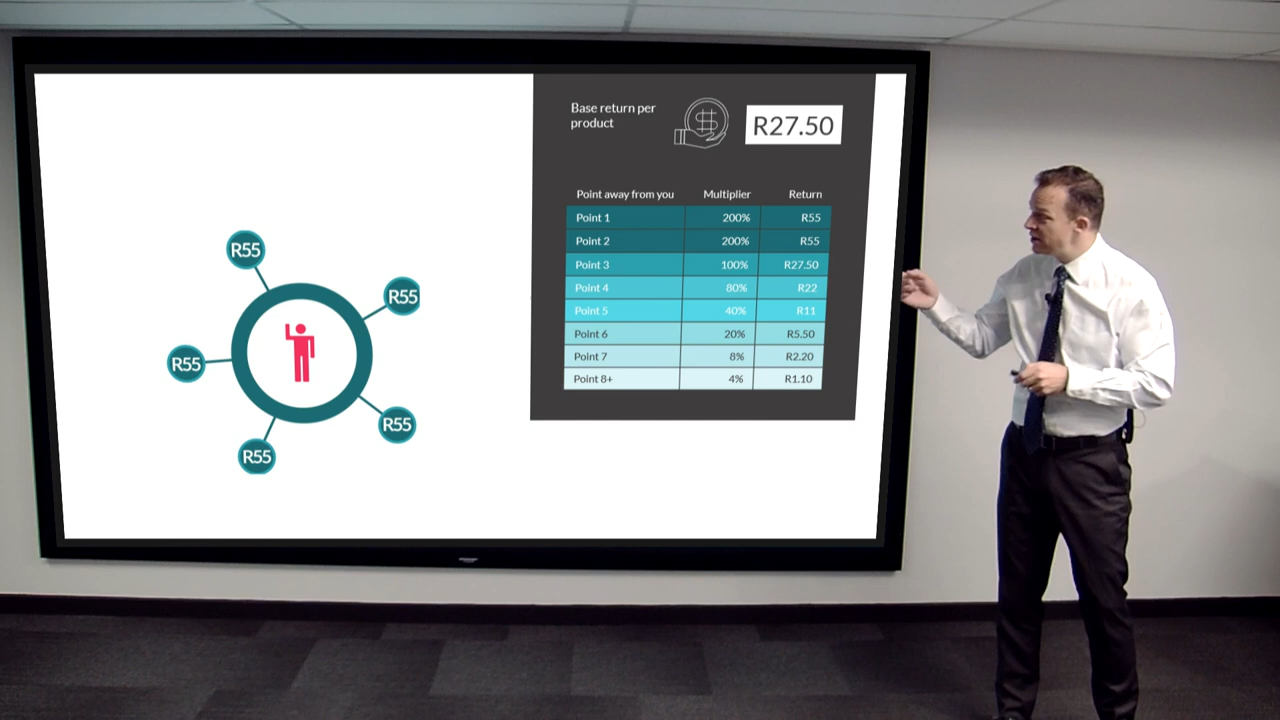 Base return per
product
R27.50
Point away from you Multiplier Return
Point 1 200% R55
Point 2 200% R55
Point 3 100% R27.50
Point 4 80% R22
Point 5 40% R11
Point 6 20% R5.50
Point 7 8% R2.20
Point 8+ 4% R1.10
R55
R55
R55
R55
R55